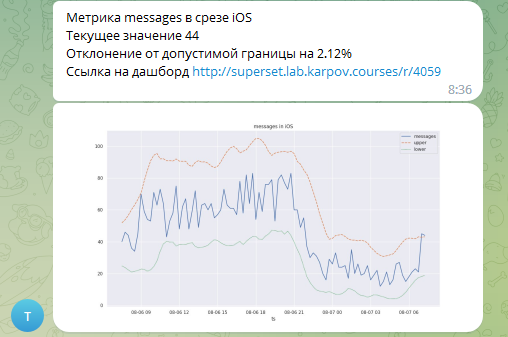 Метрика messages в срезе iOS
Текущее значение 44
Отклонение от допустимой границы на 2.12%
Ссылка на дашборд http://superset.lab.karpov.courses/r/4059
8:36
messages in iOS
messages
upper
lower
100
80
60
40
20
0
08-06 09
08-06 12
08-06 15
08-06 18
08-06 21
08-07 00
08-07 03
08-07 06
ts
T